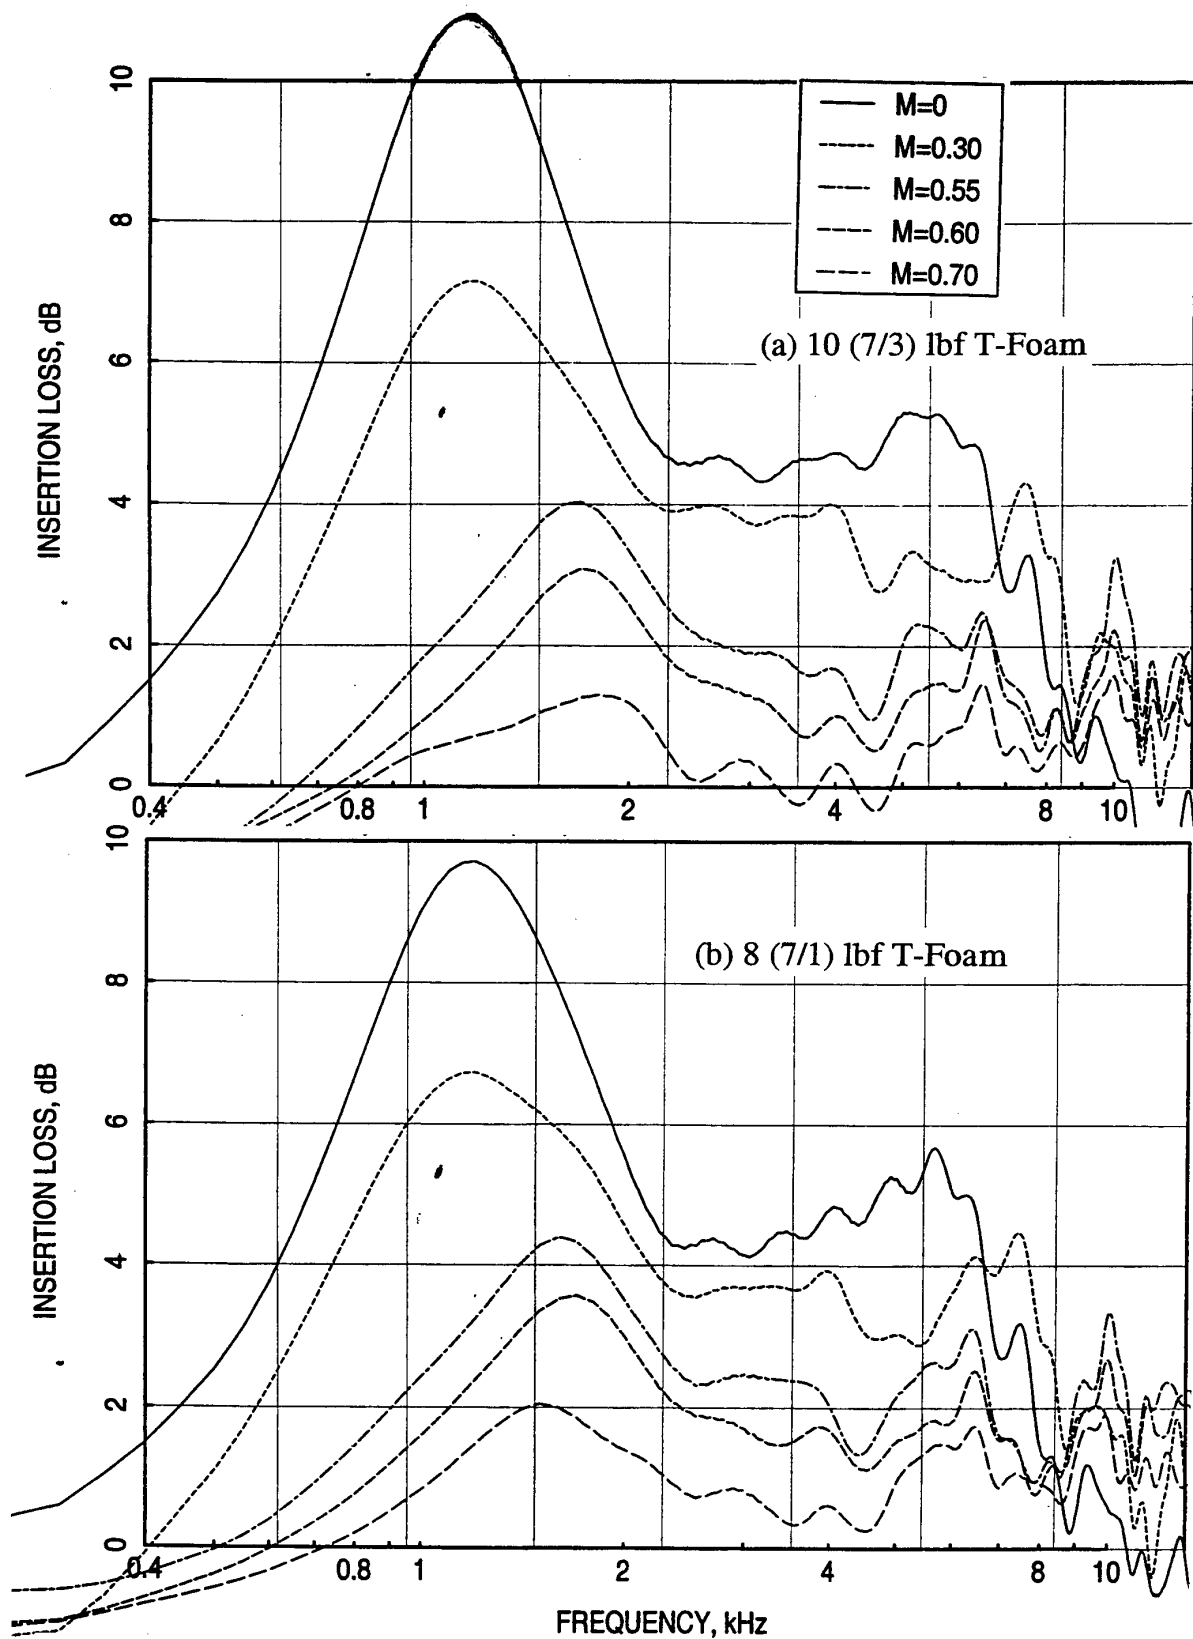 10
8
6
4
2
0
INSERTION LOSS, dB
M=0
M=0.30
M=0.55
M=0.60
M=0.70
(a) 10 (7/3) lbf T-Foam
0.4 0.8 1 2 4 8 10
10
8
6
4
2
0
INSERTION LOSS, dB
(b) 8 (7/1) lbf T-Foam
0.4 0.8 1 2 4 8 10
FREQUENCY, kHz